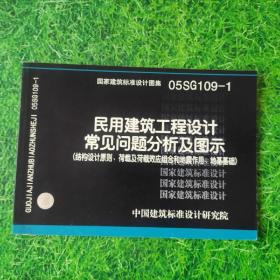 国家建筑标准设计图集 05SG109-1
民用建筑工程设计
常见问题分析及图示
(结构设计原则、荷载及荷载效应组合和地震作用、地基基础)
国家建筑标准设计
国家建筑标准设计
国家建筑标准设计
中国建筑标准设计研究院
GUOJIAJIANZHUBIAOZHUNSHEJI 05SG109-1